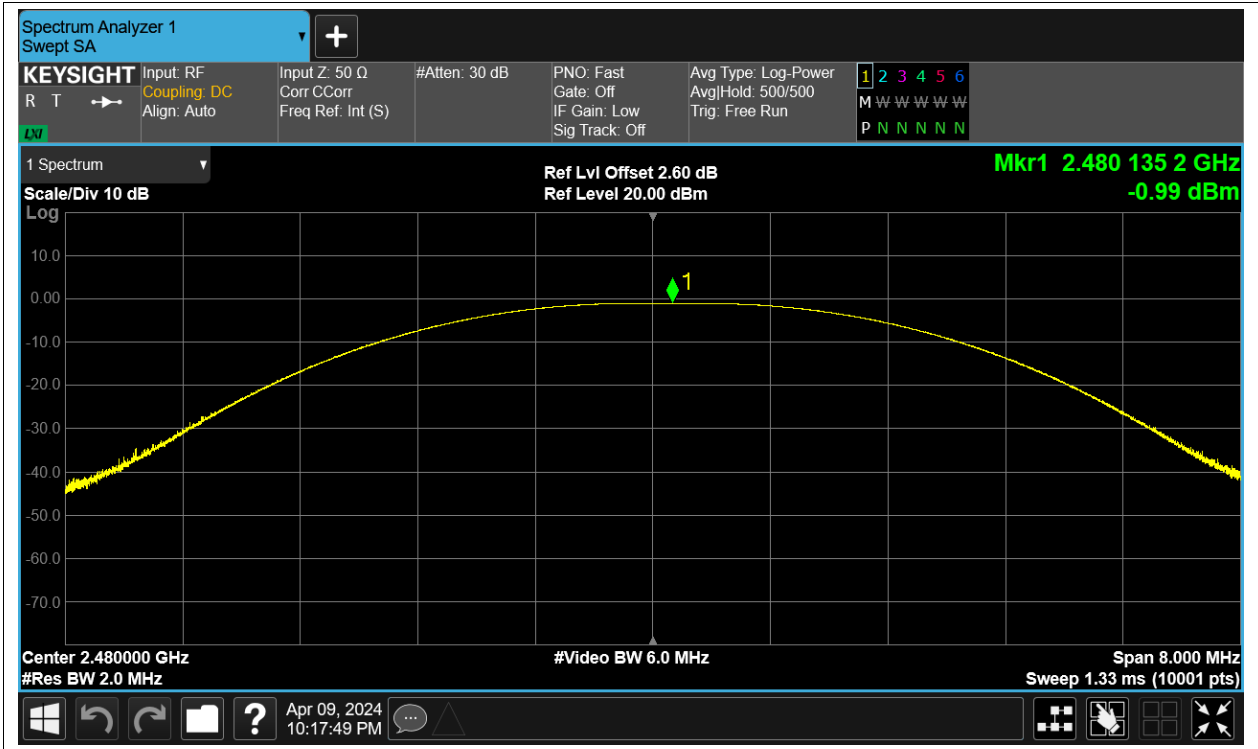 Spectrum Analyzer 1
Swept SA
KEYSIGHT
R T
LXI
Input: RF
Coupling: DC
Align: Auto
Input Z: 50 Ω
Corr CCorr
Freq Ref: Int (S)
#Atten: 30 dB
PNO: Fast
Gate: Off
IF Gain: Low
Sig Track: Off
Avg Type: Log-Power
Avg|Hold: 500/500
Trig: Free Run
1 2 3 4 5 6
M W W W W W
P N N N N N
1 Spectrum
Scale/Div 10 dB
Log
Ref Lvl Offset 2.60 dB
Ref Level 20.00 dBm
Mkr1 2.480 135 2 GHz
-0.99 dBm
1
10.0
0.00
-10.0
-20.0
-30.0
-40.0
-50.0
-60.0
-70.0
Center 2.480000 GHz
#Res BW 2.0 MHz
#Video BW 6.0 MHz
Span 8.000 MHz
Sweep 1.33 ms (10001 pts)
?
Apr 09, 2024
10:17:49 PM